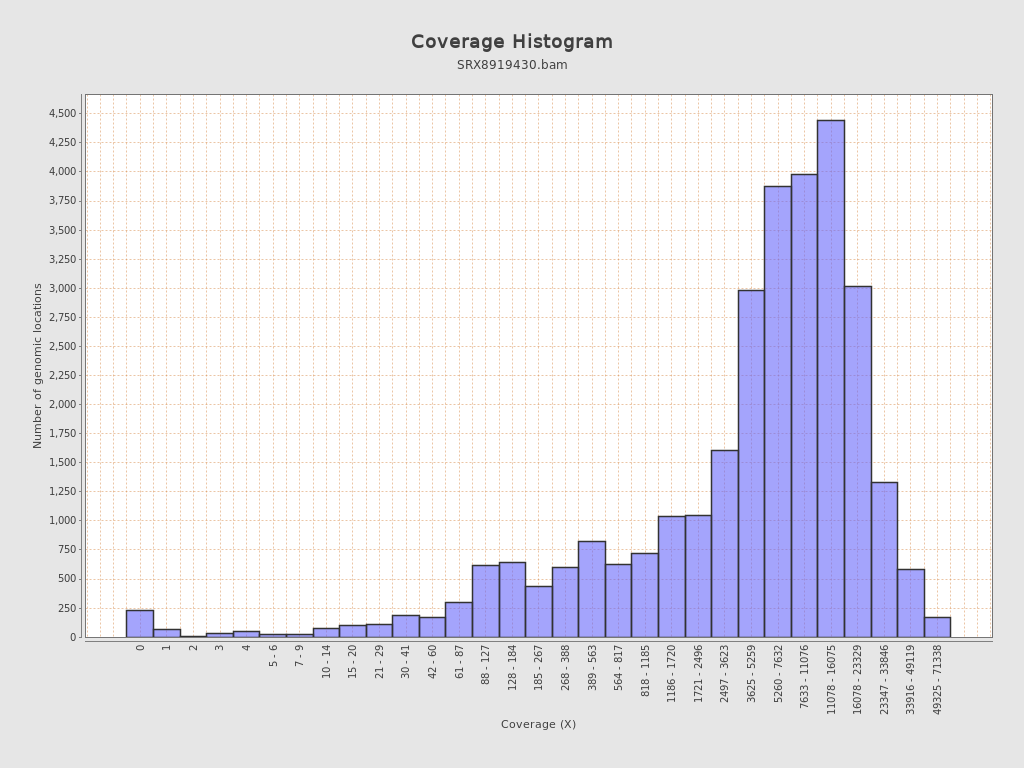 Coverage Histogram
SRX8919430.bam
Number of genomic locations
4,500
4,250
4,000
3,750
3,500
3,250
3,000
2,750
2,500
2,250
2,000
1,750
1,500
1,250
1,000
750
500
250
0
0
1
2
3
4
5 - 6
7 - 9
10 - 14
15 - 20
21 - 29
30 - 41
42 - 60
61 - 87
88 - 127
128 - 184
185 - 267
268 - 388
389 - 563
564 - 817
818 - 1185
1186 - 1720
1721 - 2496
2497 - 3623
3625 - 5259
5260 - 7632
7633 - 11076
11078 - 16075
16078 - 23329
23347 - 33846
33916 - 49119
49325 - 71338
Coverage (X)